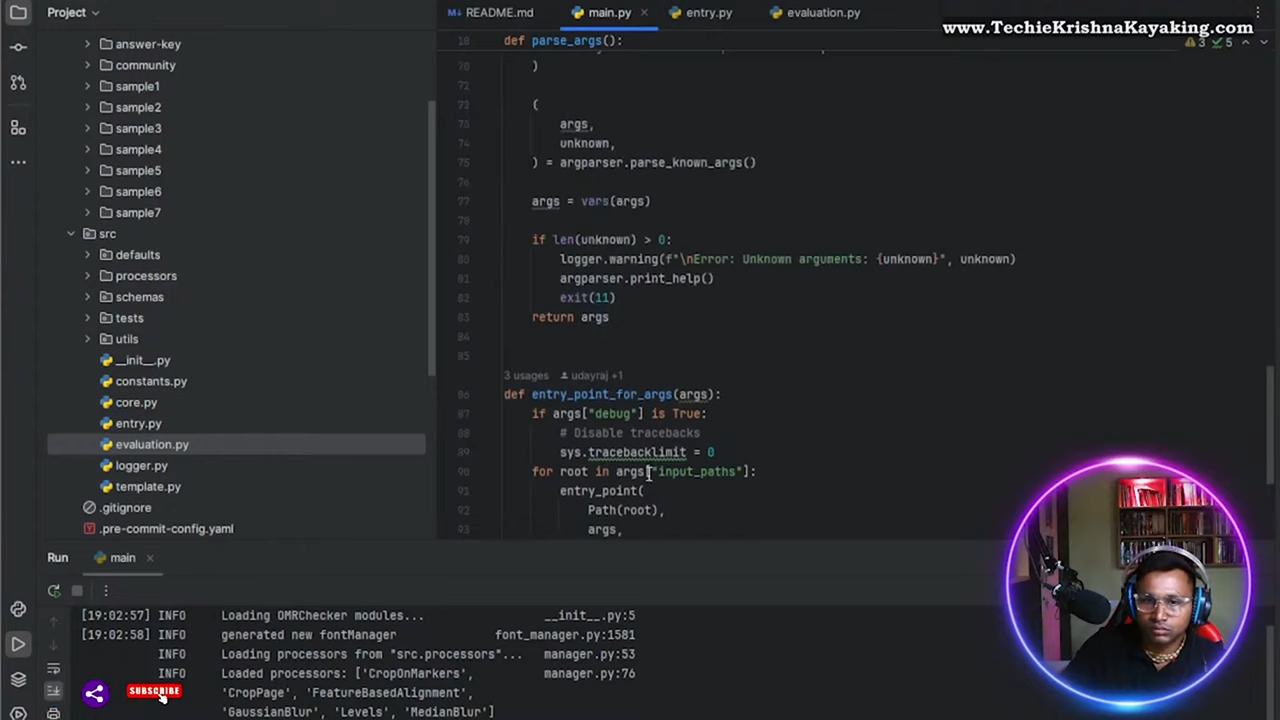 Project
README.md
main.py
entry.py
evaluation.py
www.TechieKrishnaKayaking.com
3
5
answer-key
community
sample1
sample2
sample3
sample4
sample5
sample6
sample7
src
defaults
processors
schemas
tests
utils
__init__.py
constants.py
core.py
entry.py
evaluation.py
logger.py
template.py
.gitignore
.pre-commit-config.yaml
18 def parse_args():
70 )
71
72 (
73 args,
74 unknown,
75 ) = argparser.parse_known_args()
76
77 args = vars(args)
78
79 if len(unknown) > 0:
80 logger.warning(f"\nError: Unknown arguments: {unknown}", unknown)
81 argparser.print_help()
82 exit(11)
83 return args
84
85
3 usages udayraj +1
86 def entry_point_for_args(args):
87 if args["debug"] is True:
88 # Disable tracebacks
89 sys.tracebacklimit = 0
90 for root in args["input_paths"]:
91 entry_point(
92 Path(root),
93 args,
Run main
[19:02:57] INFO Loading OMRChecker modules... __init__.py:5
[19:02:58] INFO generated new fontManager font_manager.py:1581
INFO Loading processors from "src.processors"... manager.py:53
INFO Loaded processors: ['CropOnMarkers', manager.py:76
'CropPage', 'FeatureBasedAlignment',
'GaussianBlur', 'Levels', 'MedianBlur']
SUBSCRIBE